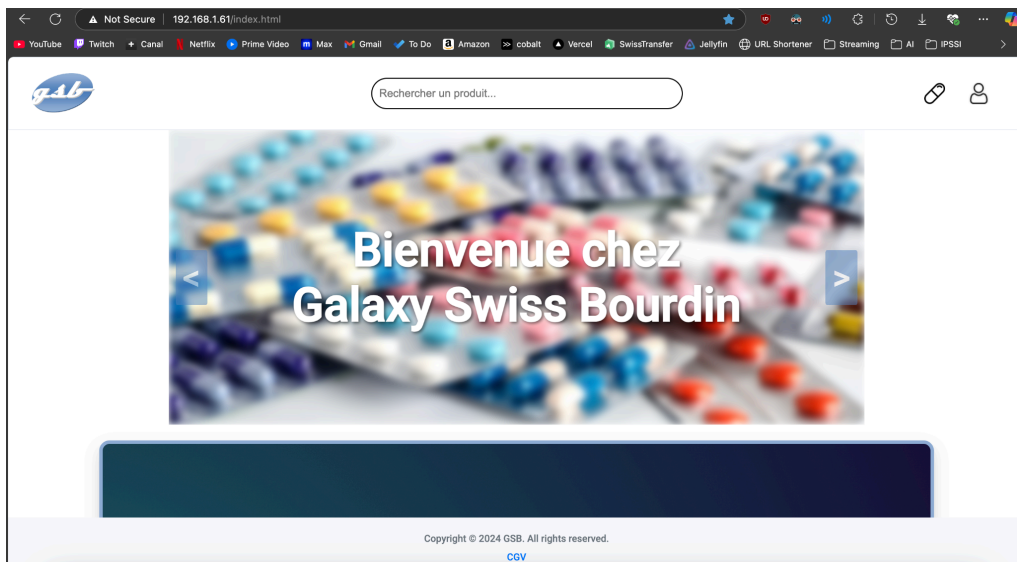 Not Secure | 192.168.1.61/index.html
YouTube Twitch Canal Netflix Prime Video Max Gmail To Do Amazon cobalt Vercel SwissTransfer Jellyfin URL Shortener Streaming AI IPSSI
gsb
Rechercher un produit...
Bienvenue chez
< >
Galaxy Swiss Bourdin
Copyright © 2024 GSB. All rights reserved.
CGV